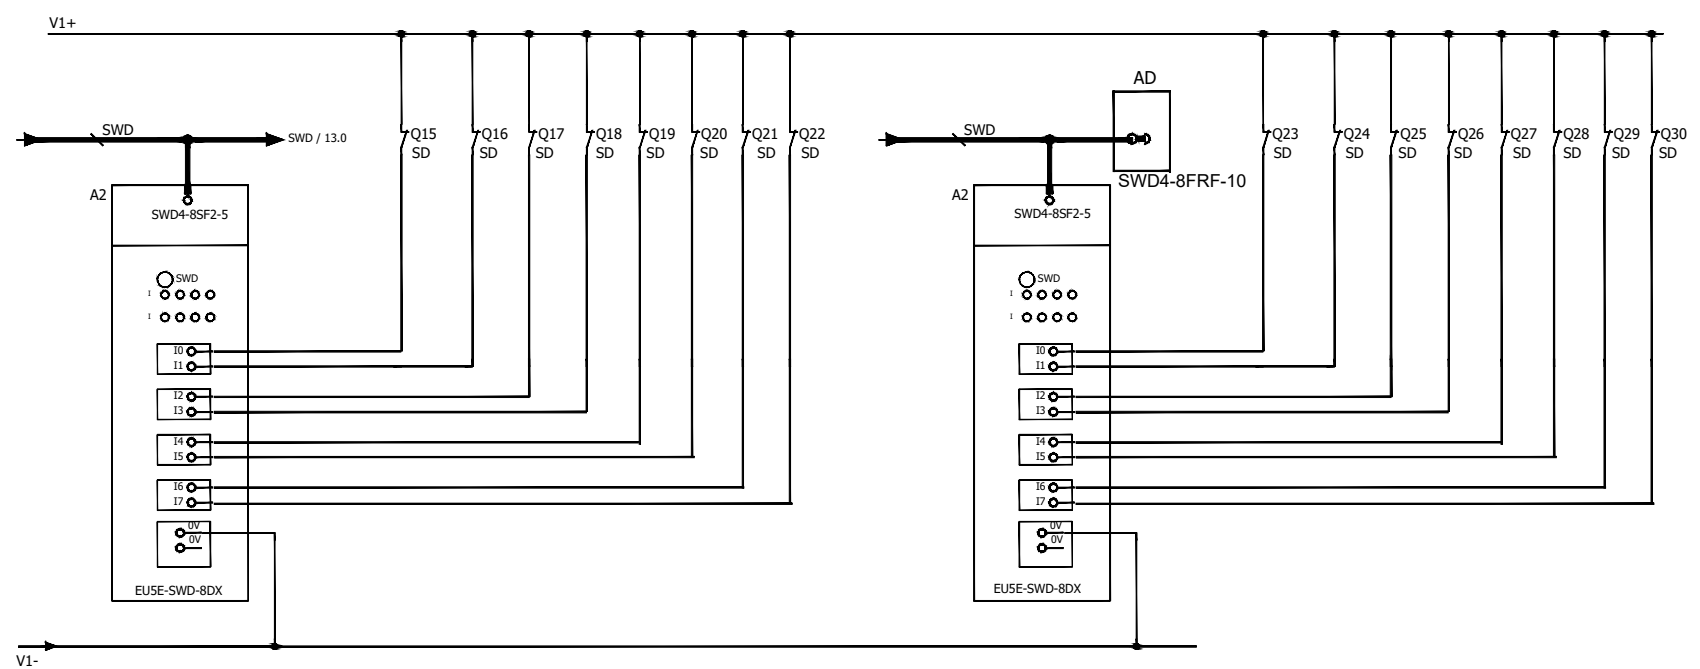 V1+
AD
SWD
SWD / 13.0
Q15
SD
Q16
SD
Q17
SD
Q18
SD
Q19
SD
Q20
SD
Q21
SD
Q22
SD
SWD
Q23
SD
Q24
SD
Q25
SD
Q26
SD
Q27
SD
Q28
SD
Q29
SD
Q30
SD
SWD4-8FRF-10
A2
SWD4-8SF2-5
SWD
I
I
I0
I1
I2
I3
I4
I5
I6
I7
0V
0V
EU5E-SWD-8DX
A2
SWD4-8SF2-5
SWD
I
I
I0
I1
I2
I3
I4
I5
I6
I7
0V
0V
EU5E-SWD-8DX
V1-